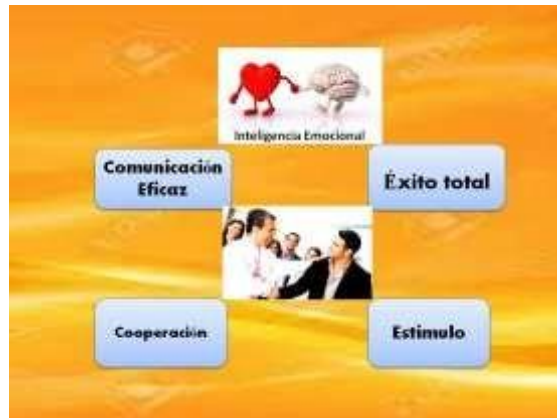 Inteligencia Emocional
Comunicación
Eficaz
Éxito total
Cooperación
Estimulo